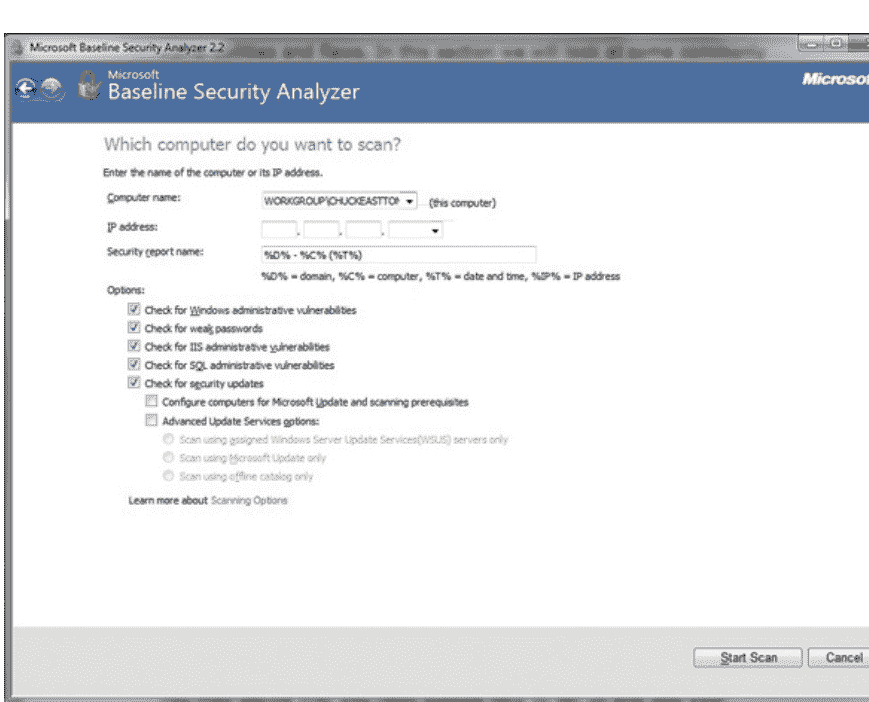 Microsoft Baseline Security Analyzer 2.2
Microsoft
Baseline Security Analyzer
Microsof
Which computer do you want to scan?
Enter the name of the computer or its IP address.
Computer name: WORKGROUP\CHUCKEASTTON (this computer)
IP address: . . .
Security report name: %D% - %C% (%T%)
%D% = domain, %C% = computer, %T% = date and time, %IP% = IP address
Options:
Check for Windows administrative vulnerabilities
Check for weak passwords
Check for IIS administrative vulnerabilities
Check for SQL administrative vulnerabilities
Check for security updates
Configure computers for Microsoft Update and scanning prerequisites
Advanced Update Services options:
Scan using assigned Windows Server Update Services(WSUS) servers only
Scan using Microsoft Update only
Scan using offline catalog only
Learn more about Scanning Options
Start Scan Cancel